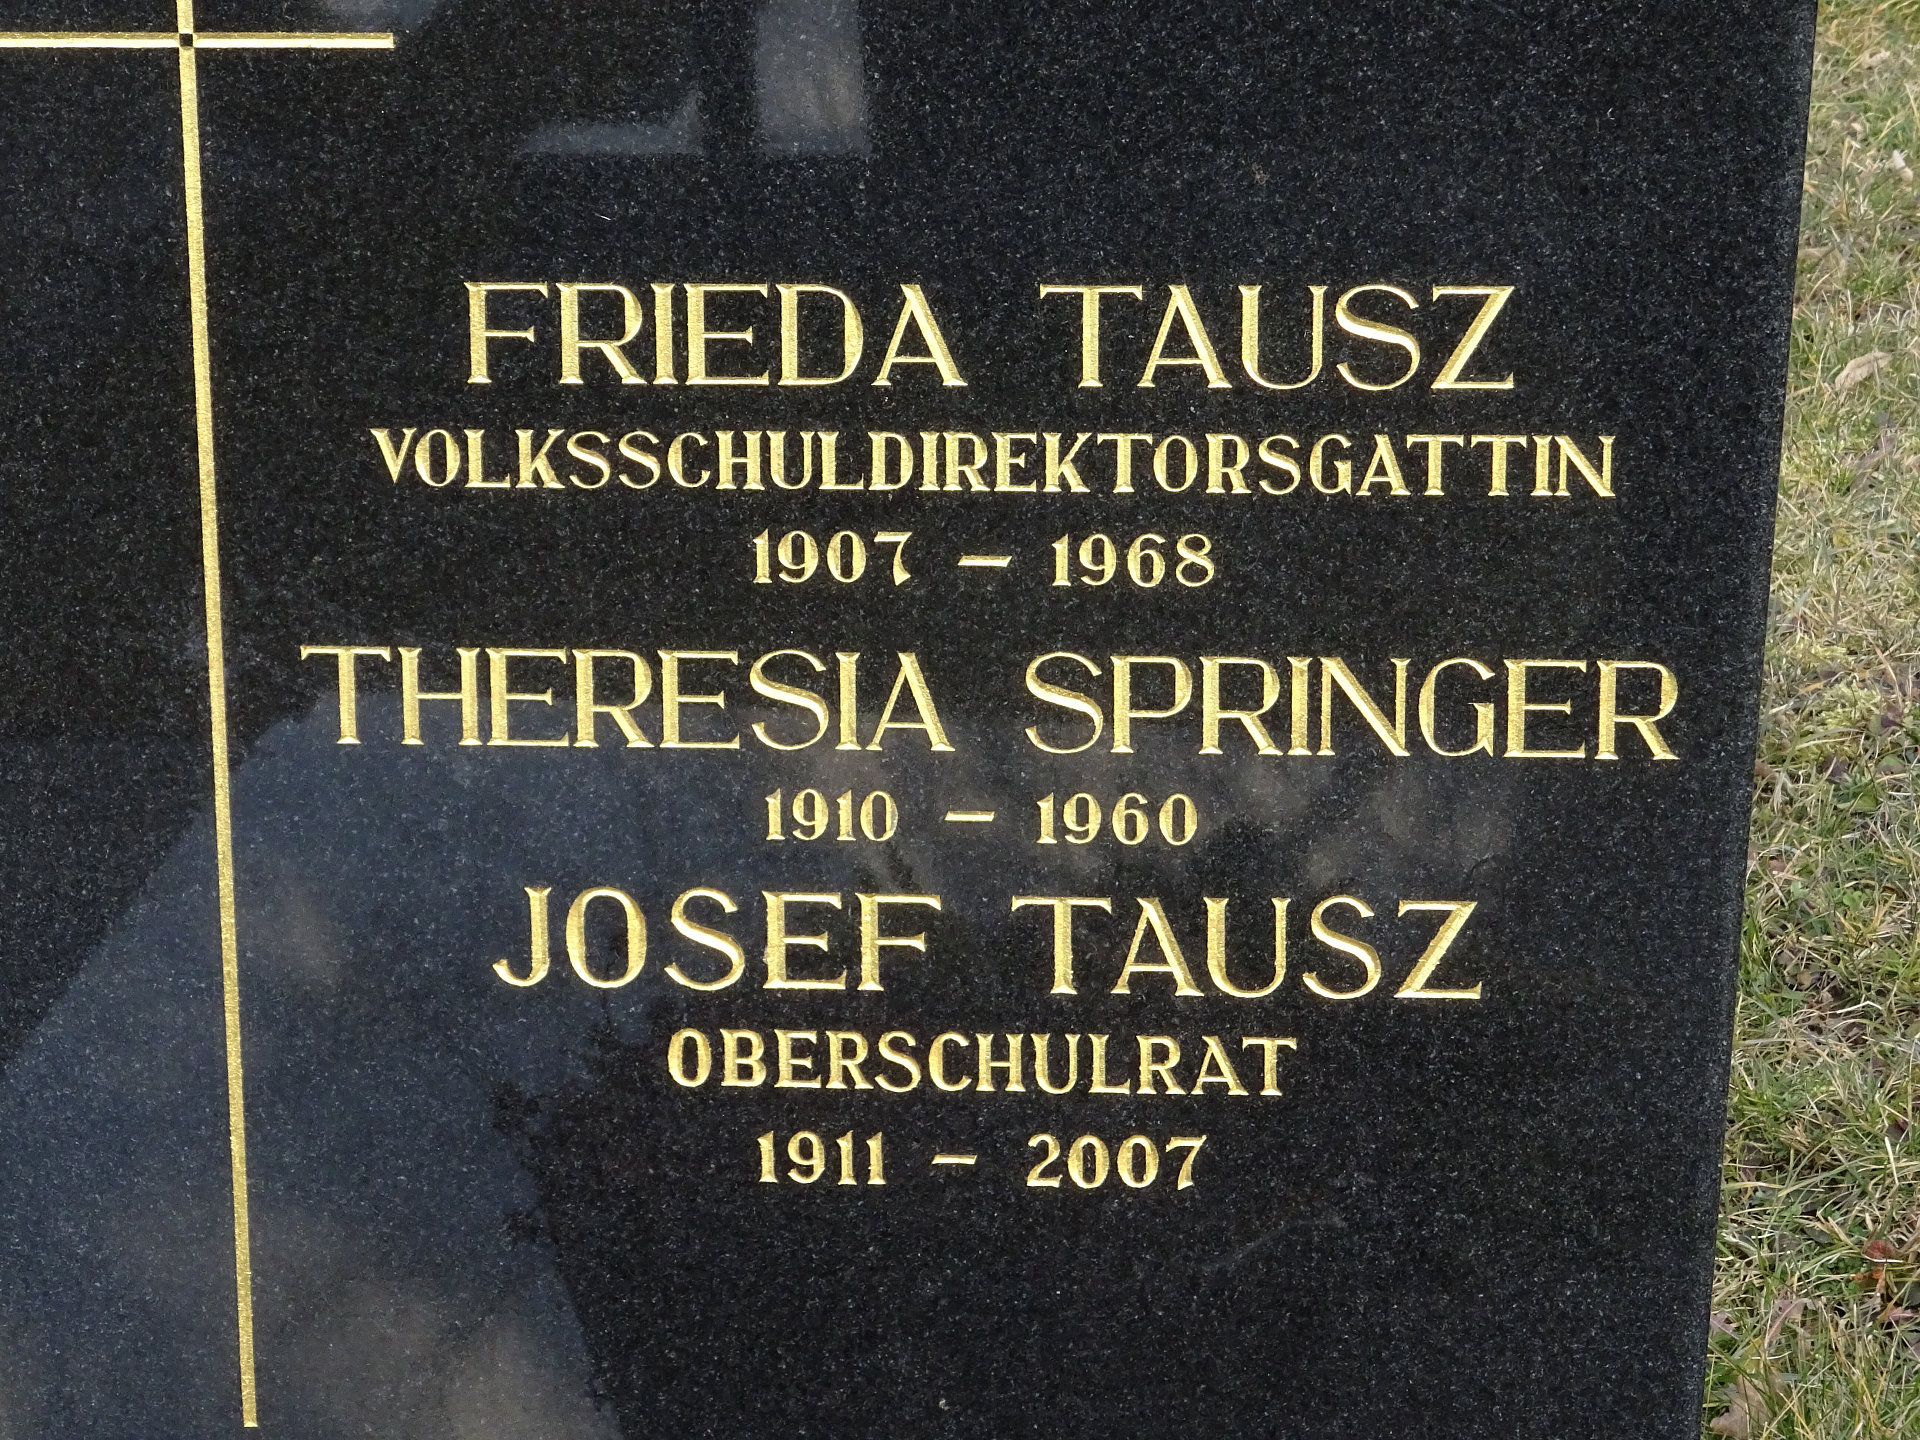 FRIEDA TAUSZ
VOLKSSCHULDIREKTORSGATTIN
1907 – 1968
THERESIA SPRINGER
1910 – 1960
JOSEF TAUSZ
OBERSCHULRAT
1911 – 2007